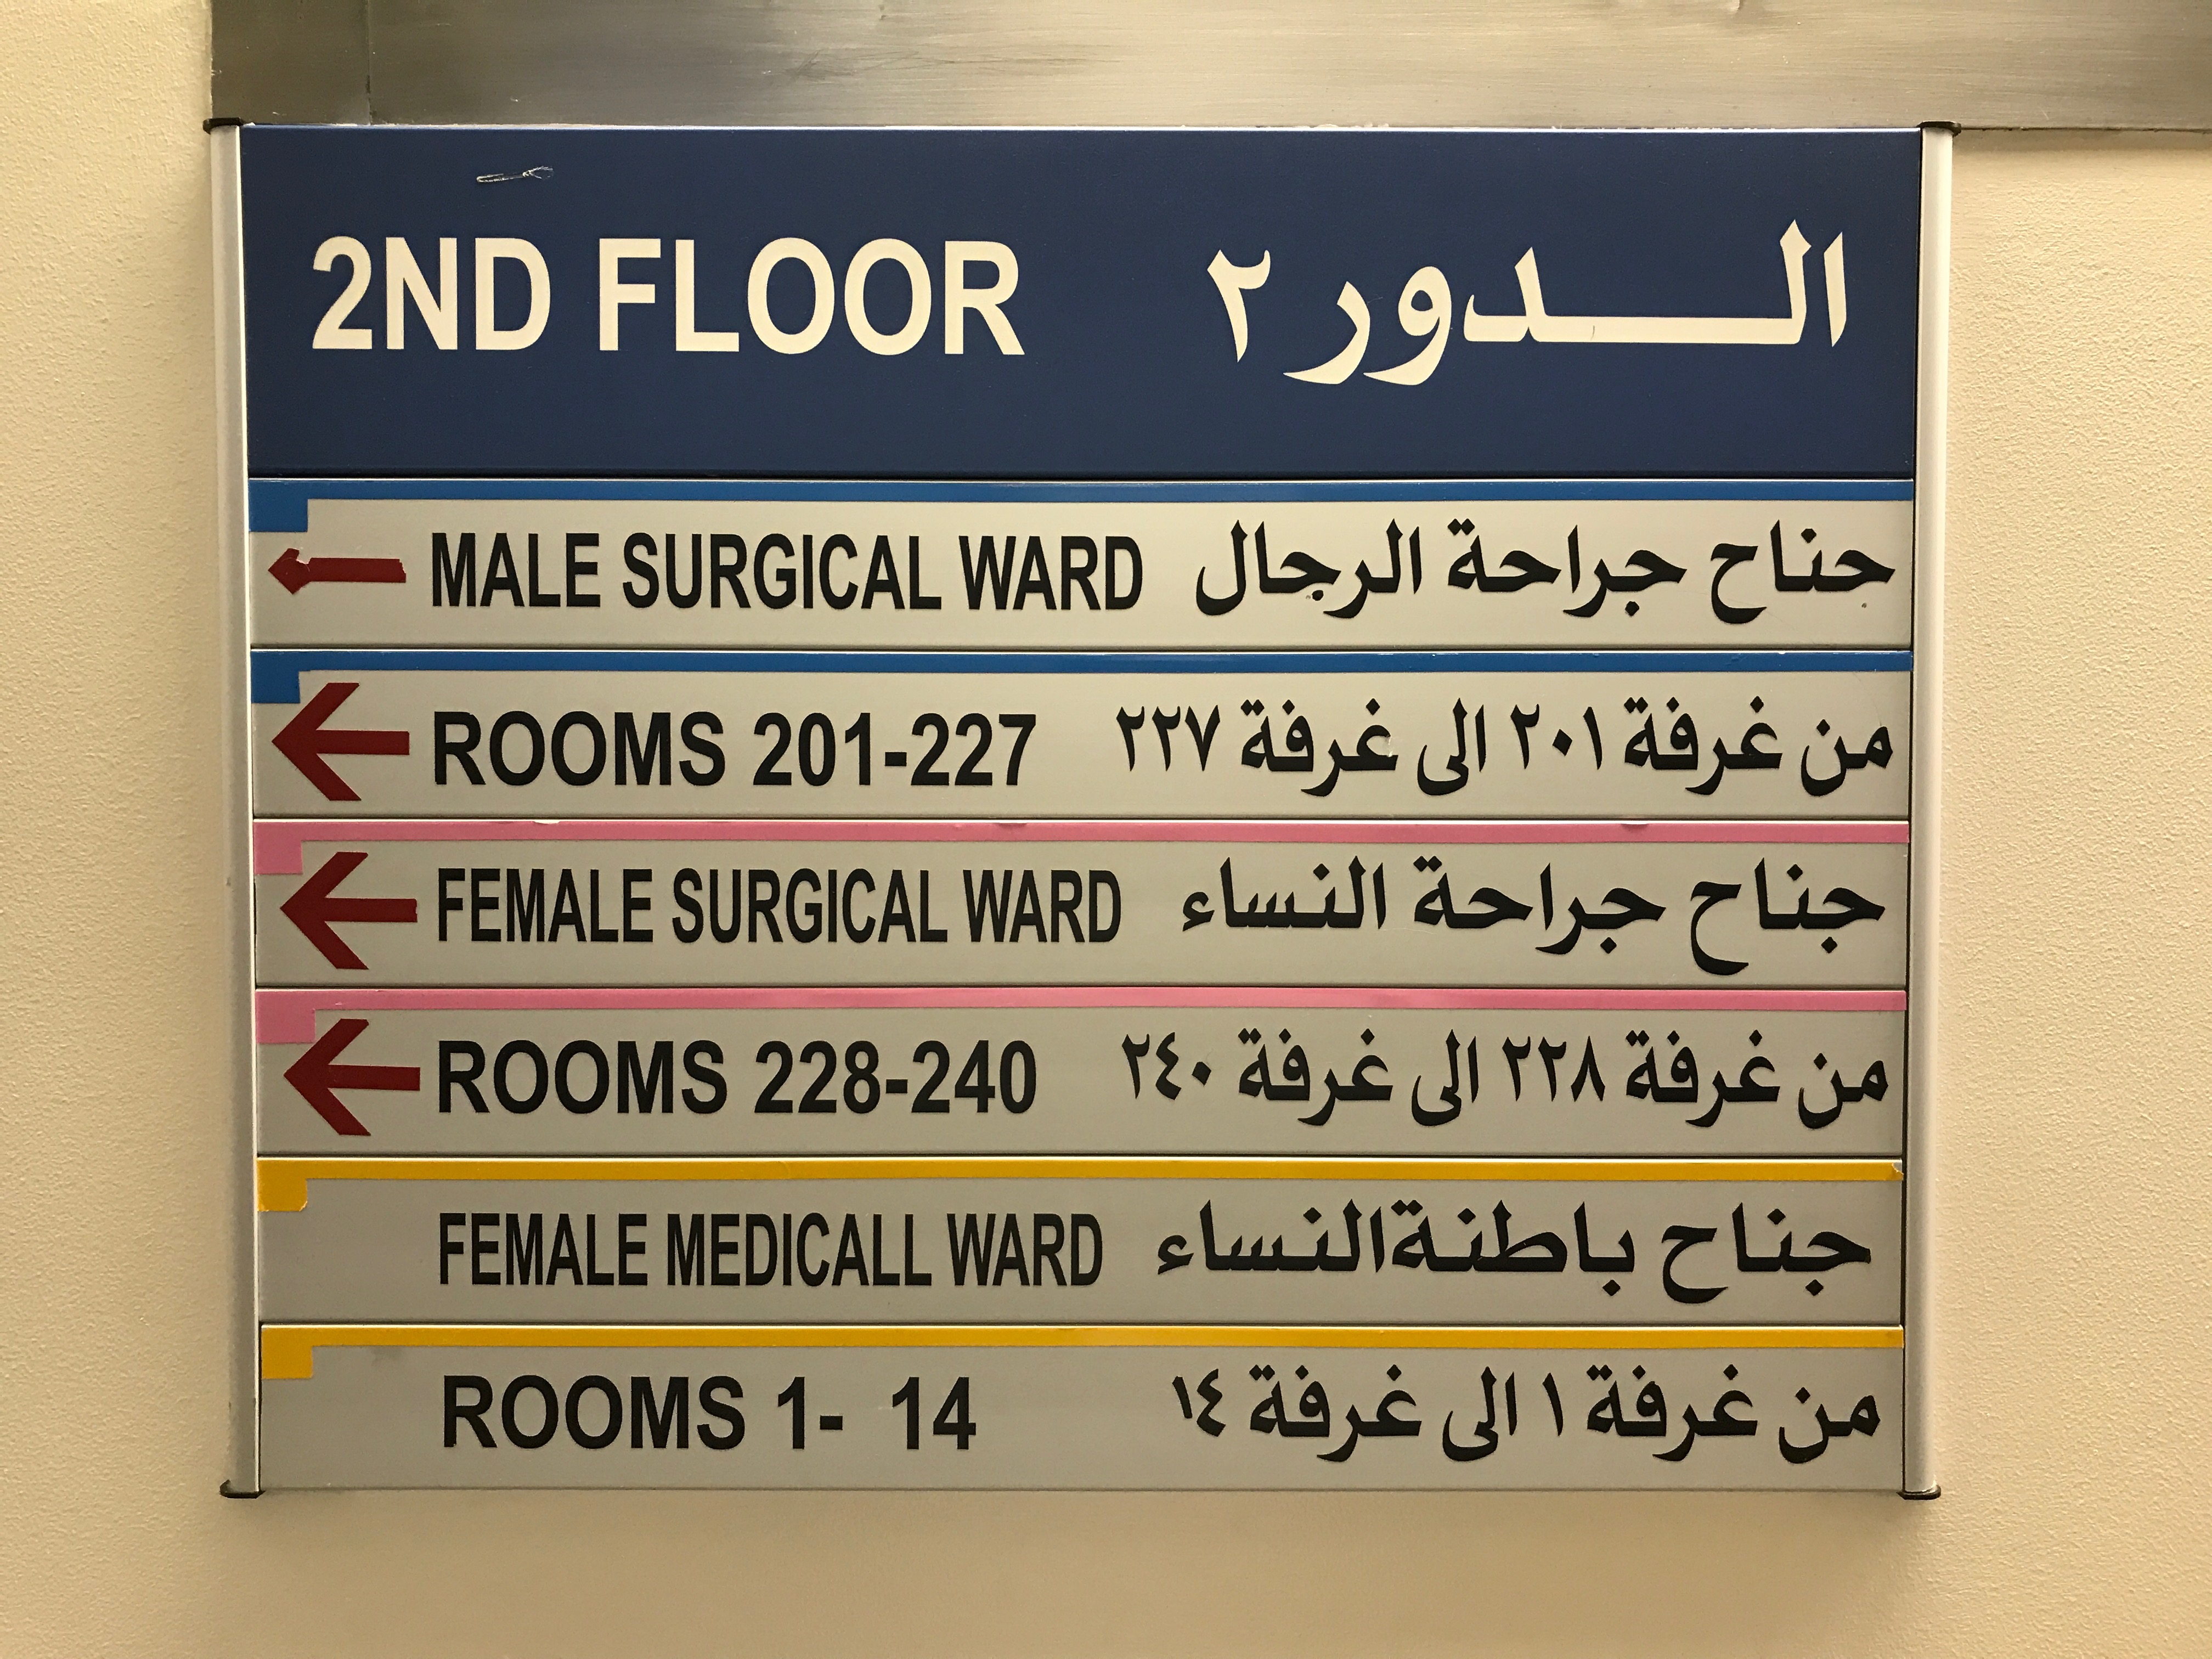 2ND FLOOR الـــدور ٢
MALE SURGICAL WARD حناح جراحة الرجال
ROOMS 201-227 من غرفة ٢٠١ الى غرفة ٢٢٧
FEMALE SURGICAL WARD جناح جراحة النساء
ROOMS 228-240 من غرفة ٢٢٨ الى غرفة ٢٤٠
FEMALE MEDICALL WARD جناح باطنةالنساء
ROOMS 1- 14 من غرفة ١ الى غرفة ١٤